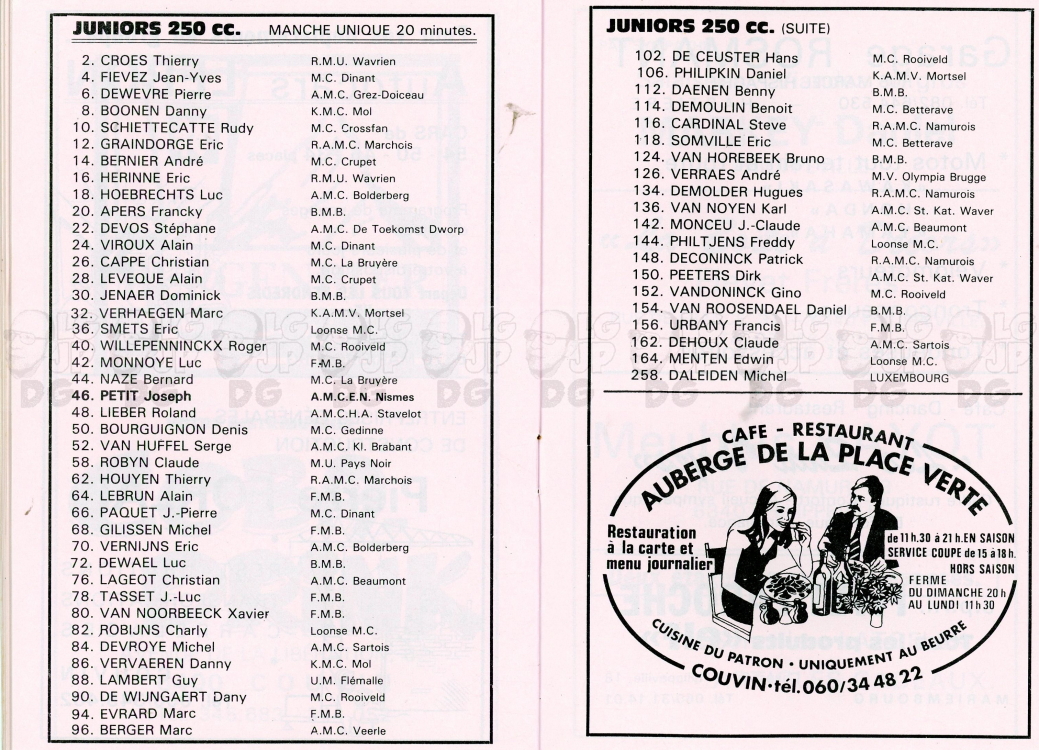 JUNIORS 250 CC. MANCHE UNIQUE 20 minutes.
2. CROES Thierry R.M.U. Wavrien
4. FIEVEZ Jean-Yves M.C. Dinant
6. DEWEVRE Pierre A.M.C. Grez-Doiceau
8. BOONEN Danny K.M.C. Mol
10. SCHIETTECATTE Rudy M.C. Crossfan
12. GRAINDORGE Eric R.A.M.C. Marchois
14. BERNIER André M.C. Crupet
16. HERINNE Eric R.M.U. Wavrien
18. HOEBRECHTS Luc A.M.C. Bolderberg
20. APERS Francky B.M.B.
22. DEVOS Stéphane A.M.C. De Toekomst Dworp
24. VIROUX Alain M.C. Dinant
26. CAPPE Christian M.C. La Bruyère
28. LEVEQUE Alain M.C. Crupet
30. JENAER Dominick B.M.B.
32. VERHAEGEN Marc K.A.M.V. Mortsel
36. SMETS Eric Loonse M.C.
40. WILLEPENNINCKX Roger M.C. Rooiveld
42. MONNOYE Luc F.M.B.
44. NAZE Bernard M.C. La Bruyère
46. PETIT Joseph A.M.C.E.N. Nismes
48. LIEBER Roland A.M.C.H.A. Stavelot
50. BOURGUIGNON Denis M.C. Gedinne
52. VAN HUFFEL Serge A.M.C. Kl. Brabant
58. ROBYN Claude M.U. Pays Noir
62. HOUYEN Thierry R.A.M.C. Marchois
64. LEBRUN Alain F.M.B.
66. PAQUET J.-Pierre M.C. Dinant
68. GILISSEN Michel F.M.B.
70. VERNIJNS Eric A.M.C. Bolderberg
72. DEWAEL Luc B.M.B.
76. LAGEOT Christian A.M.C. Beaumont
78. TASSET J.-Luc F.M.B.
80. VAN NOORBEECK Xavier F.M.B.
82. ROBIJNS Charly Loonse M.C.
84. DEVROYE Michel A.M.C. Sartois
86. VERVAEREN Danny K.M.C. Mol
88. LAMBERT Guy U.M. Flémalle
90. DE WIJNGAERT Dany M.C. Rooiveld
94. EVRARD Marc F.M.B.
96. BERGER Marc A.M.C. Veerle
JUNIORS 250 CC. (SUITE)
102. DE CEUSTER Hans M.C. Rooiveld
106. PHILIPKIN Daniel K.A.M.V. Mortsel
112. DAENEN Benny B.M.B.
114. DEMOULIN Benoit M.C. Betterave
116. CARDINAL Steve R.A.M.C. Namurois
118. SOMVILLE Eric M.C. Betterave
124. VAN HOREBEEK Bruno B.M.B.
126. VERRAES André M.V. Olympia Brugge
134. DEMOLDER Hugues R.A.M.C. Namurois
136. VAN NOYEN Karl A.M.C. St. Kat. Waver
142. MONCEU J.-Claude A.M.C. Beaumont
144. PHILTJENS Freddy Loonse M.C.
148. DECONINCK Patrick R.A.M.C. Namurois
150. PEETERS Dirk A.M.C. St. Kat. Waver
152. VANDONINCK Gino M.C. Rooiveld
154. VAN ROOSENDAEL Daniel B.M.B.
156. URBANY Francis F.M.B.
162. DEHOUX Claude A.M.C. Sartois
164. MENTEN Edwin Loonse M.C.
258. DALEIDEN Michel LUXEMBOURG
CAFE - RESTAURANT
AUBERGE DE LA PLACE VERTE
Restauration
à la carte et
menu journalier
de 11 h.30 à 21 h.EN SAISON
SERVICE COUPE de 15 à 18 h.
HORS SAISON
FERME
DU DIMANCHE 20 h
AU LUNDI 11 h 30
CUISINE DU PATRON · UNIQUEMENT AU BEURRE
COUVIN · tél. 060/34 48 22
LG
JP
DG